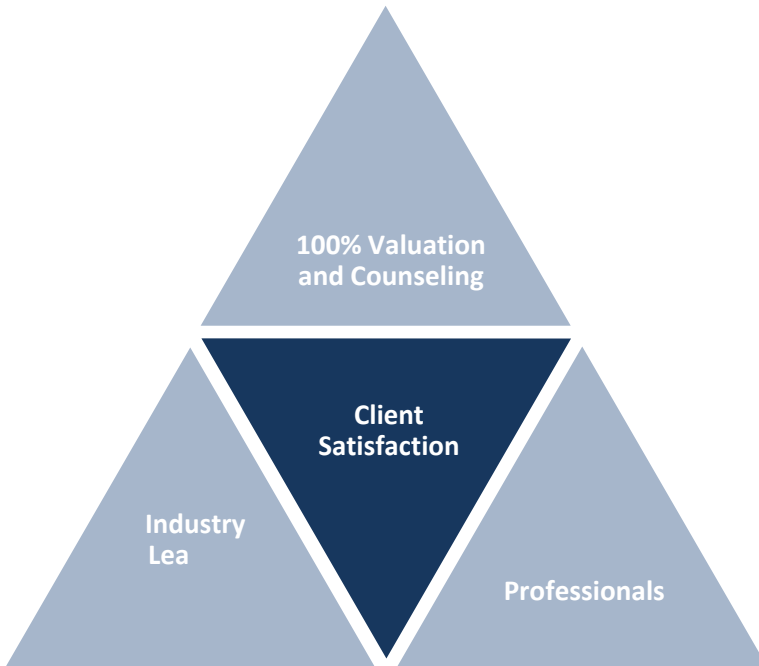 100% Valuation
and Counseling
Client
Satisfaction
Industry
Lea
Professionals